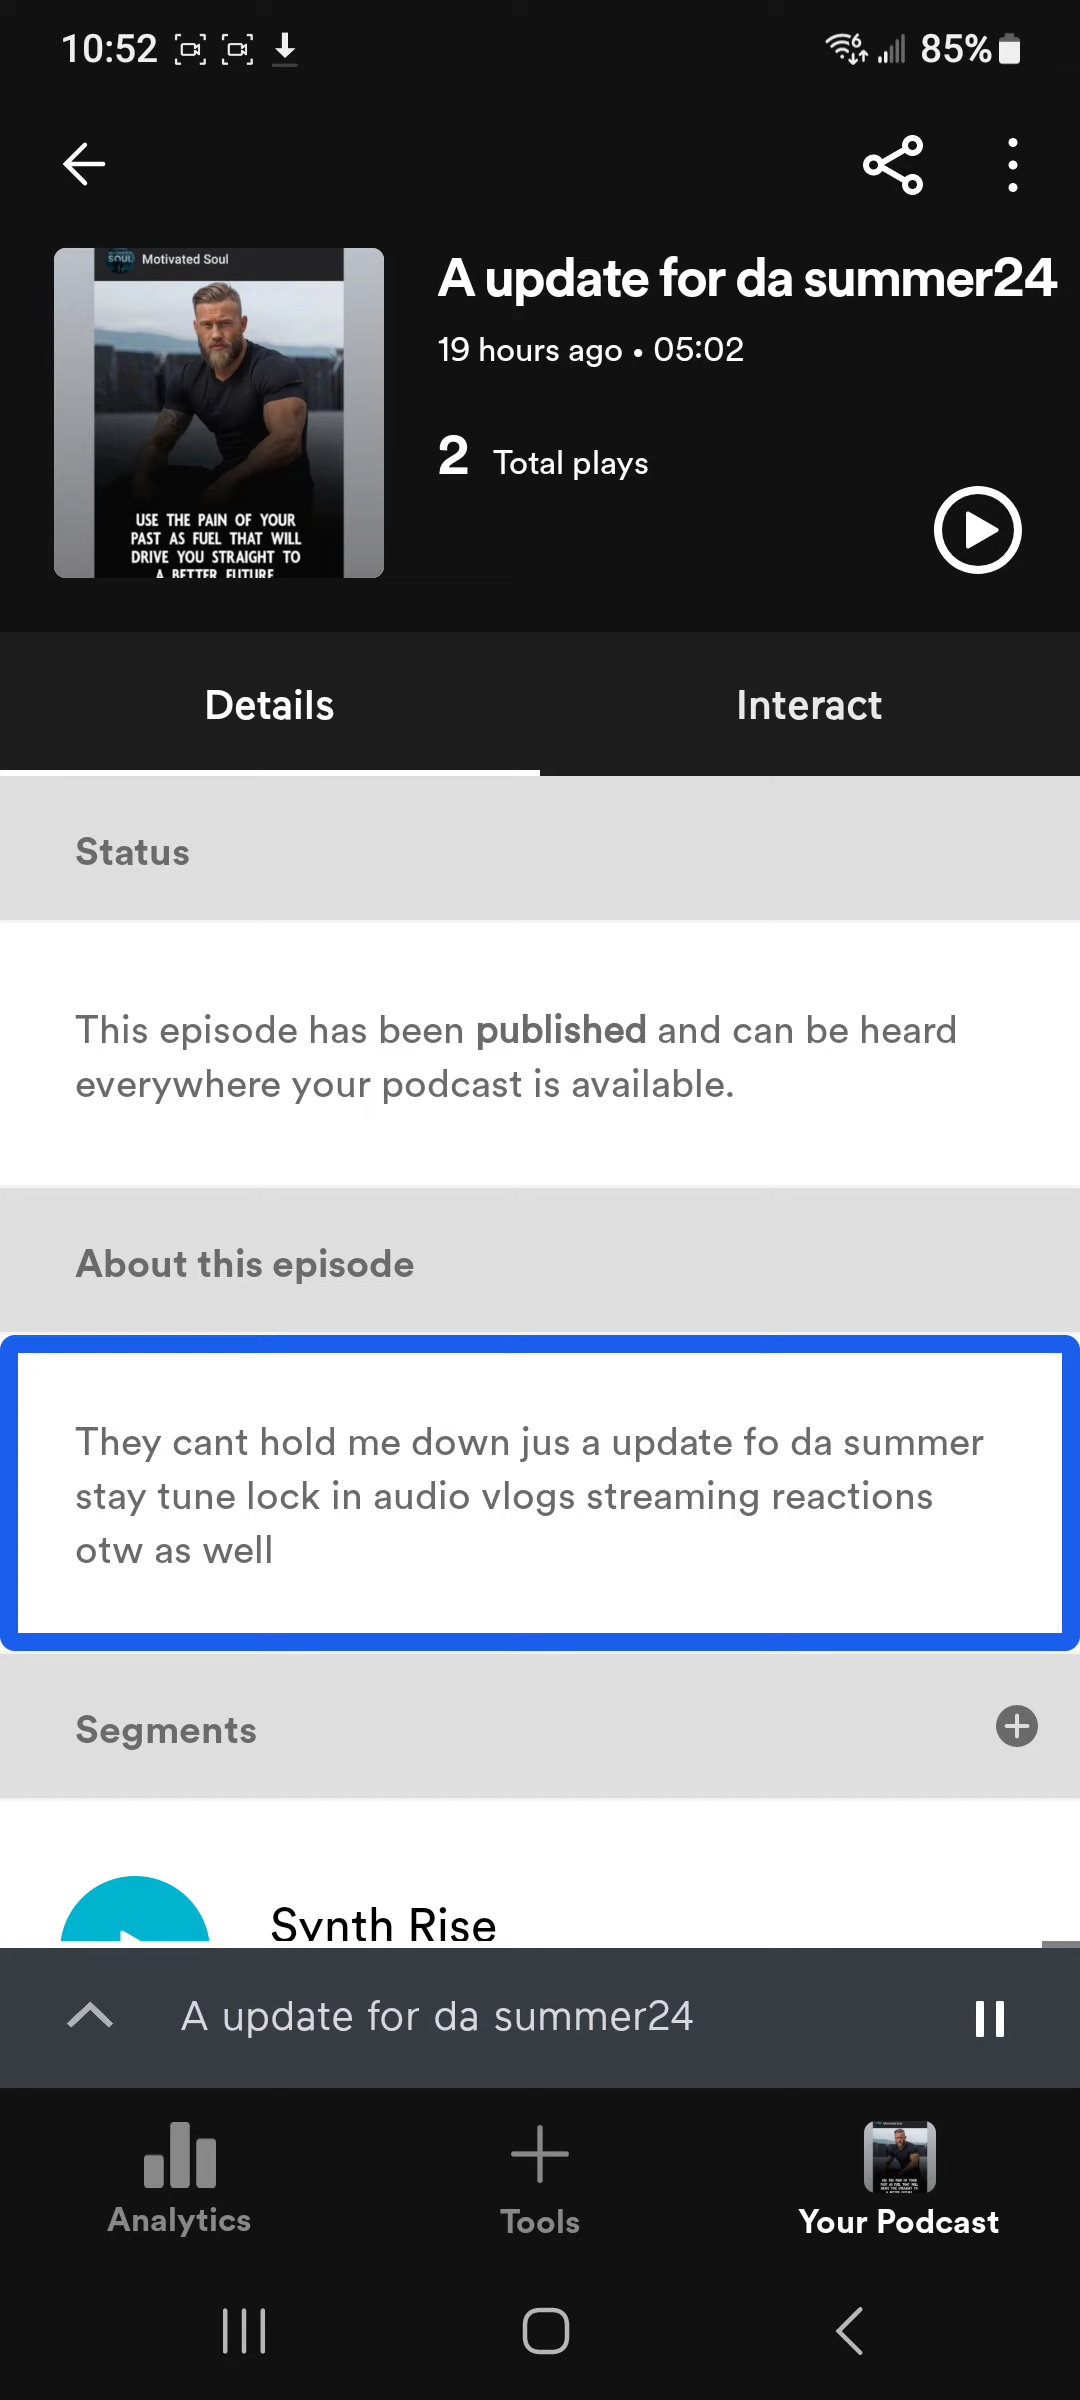 10:52
6
85%
SOUL Motivated Soul
USE THE PAIN OF YOUR
PAST AS FUEL THAT WILL
DRIVE YOU STRAIGHT TO
A BETTER FUTURE
A update for da summer24
19 hours ago • 05:02
2 Total plays
Details
Interact
Status
This episode has been published and can be heard
everywhere your podcast is available.
About this episode
They cant hold me down jus a update fo da summer
stay tune lock in audio vlogs streaming reactions
otw as well
Segments
Synth Rise
A update for da summer24
Analytics
Tools
Your Podcast